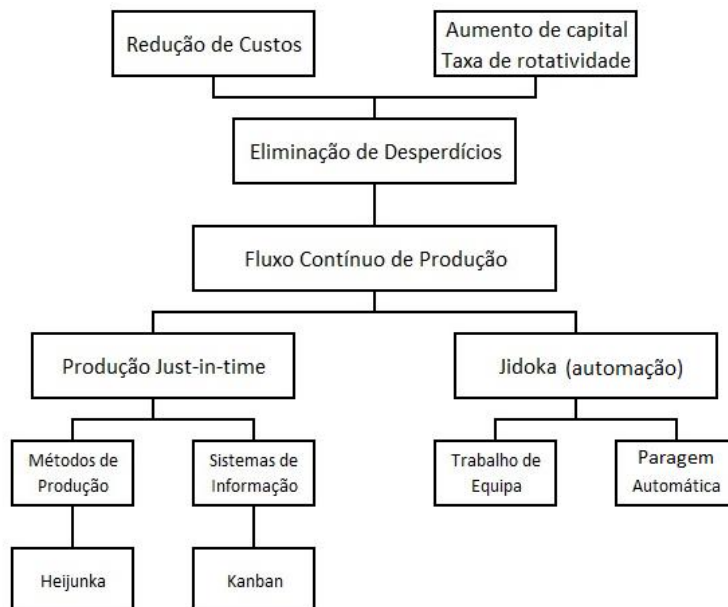 Redução de Custos
Aumento de capital
Taxa de rotatividade
Eliminação de Desperdícios
Fluxo Contínuo de Produção
Produção Just-in-time
Jidoka (automação)
Métodos de
Produção
Sistemas de
Informação
Trabalho de
Equipa
Paragem
Automática
Heijunka
Kanban